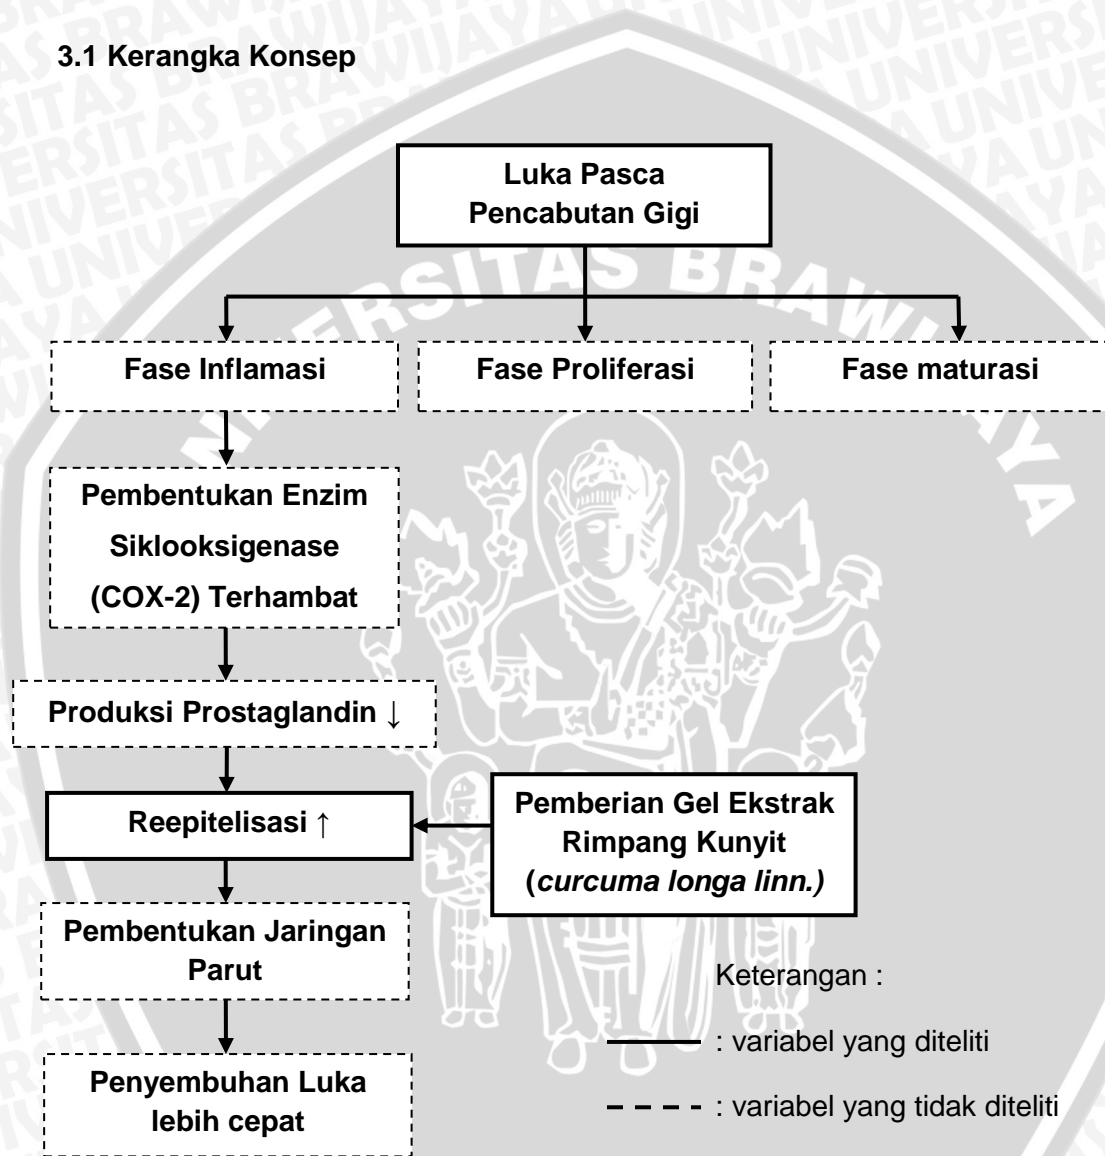 3.1 Kerangka Konsep
Luka Pasca
Pencabutan Gigi
Fase Inflamasi
Fase Proliferasi
Fase maturasi
Pembentukan Enzim
Siklooksigenase
(COX-2) Terhambat
Produksi Prostaglandin ↓
Reepitelisasi ↑
Pemberian Gel Ekstrak
Rimpang Kunyit
(curcuma longa linn.)
Pembentukan Jaringan
Parut
Penyembuhan Luka
lebih cepat
Keterangan :
: variabel yang diteliti
: variabel yang tidak diteliti